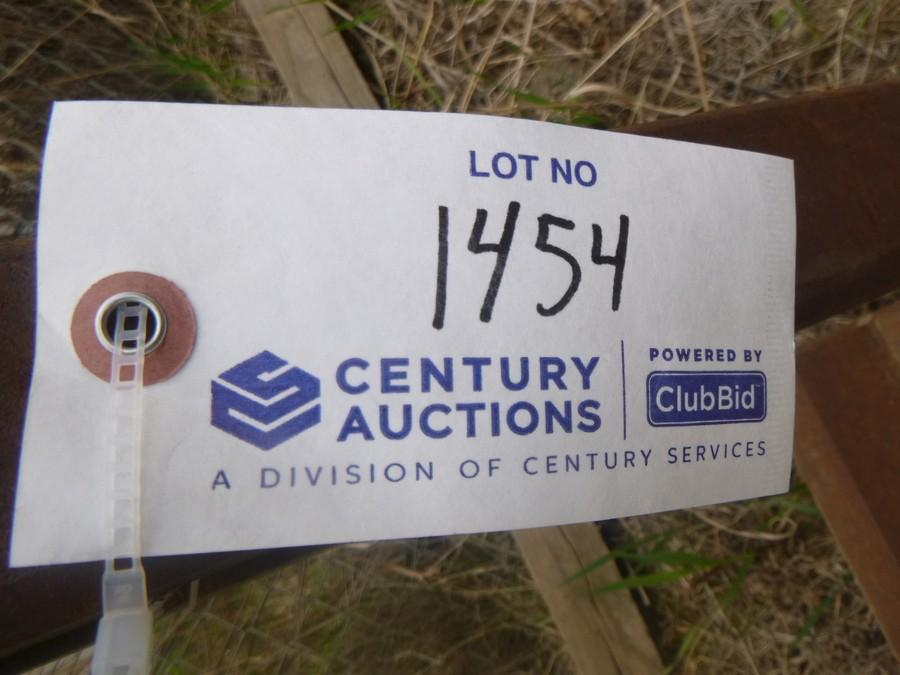 LOT NO
1454
CENTURY
AUCTIONS
POWERED BY
ClubBid
A DIVISION OF CENTURY SERVICES